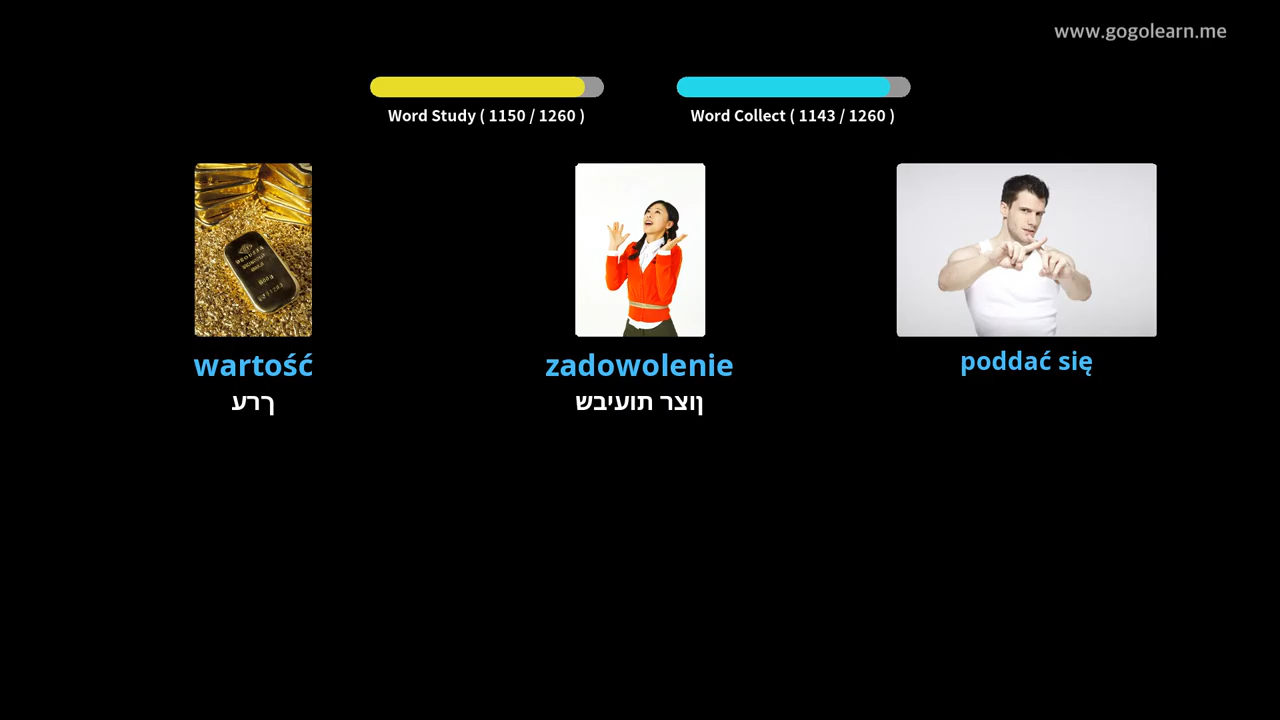 www.gogolearn.me
Word Study ( 1150 / 1260 )
Word Collect ( 1143 / 1260 )
wartość
ערך
zadowolenie
שביעות רצון
poddać się